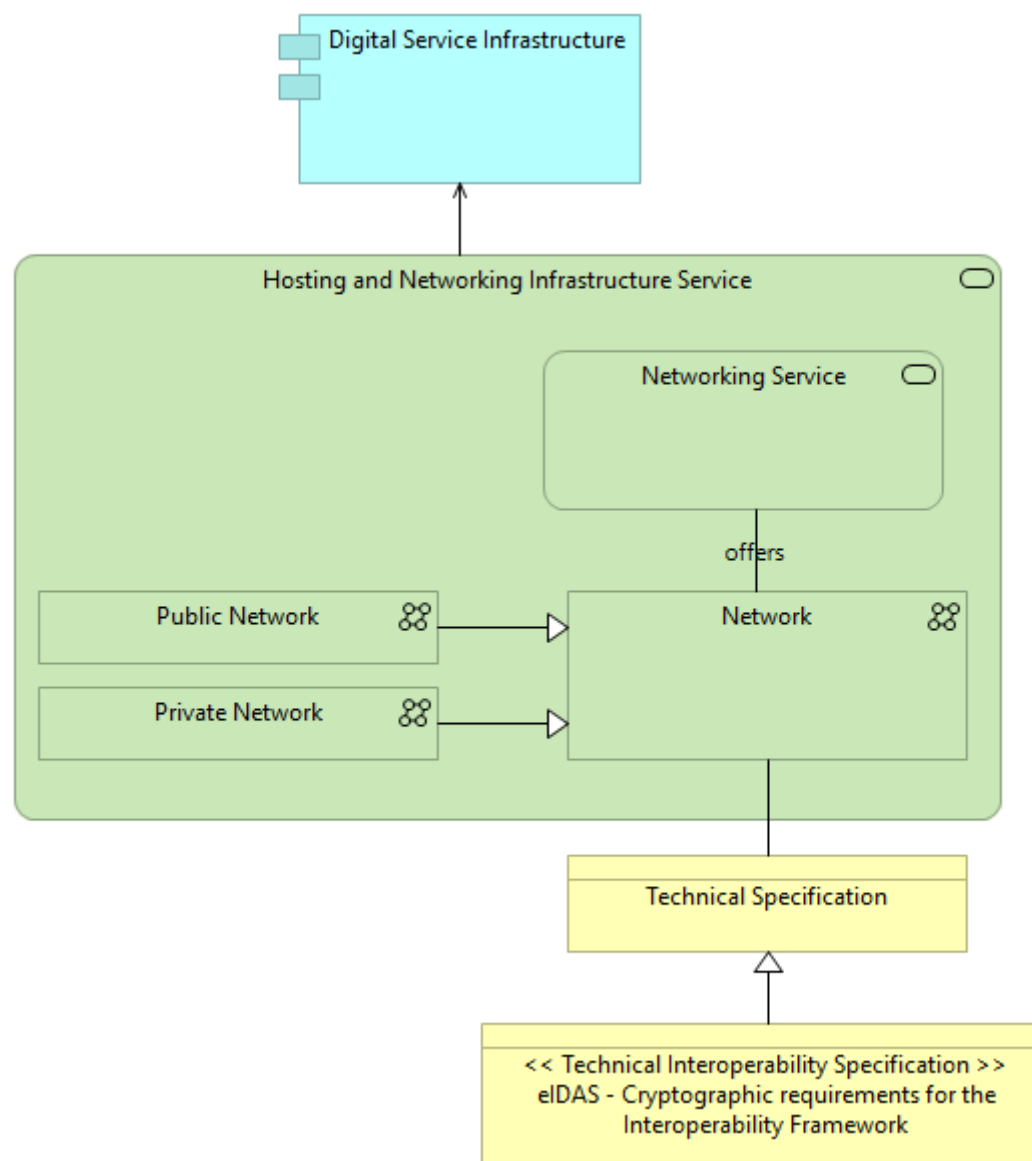 Digital Service Infrastructure
Hosting and Networking Infrastructure Service
Networking Service
offers
Public Network
Network
Private Network
Technical Specification
<< Technical Interoperability Specification >>
eIDAS - Cryptographic requirements for the
Interoperability Framework